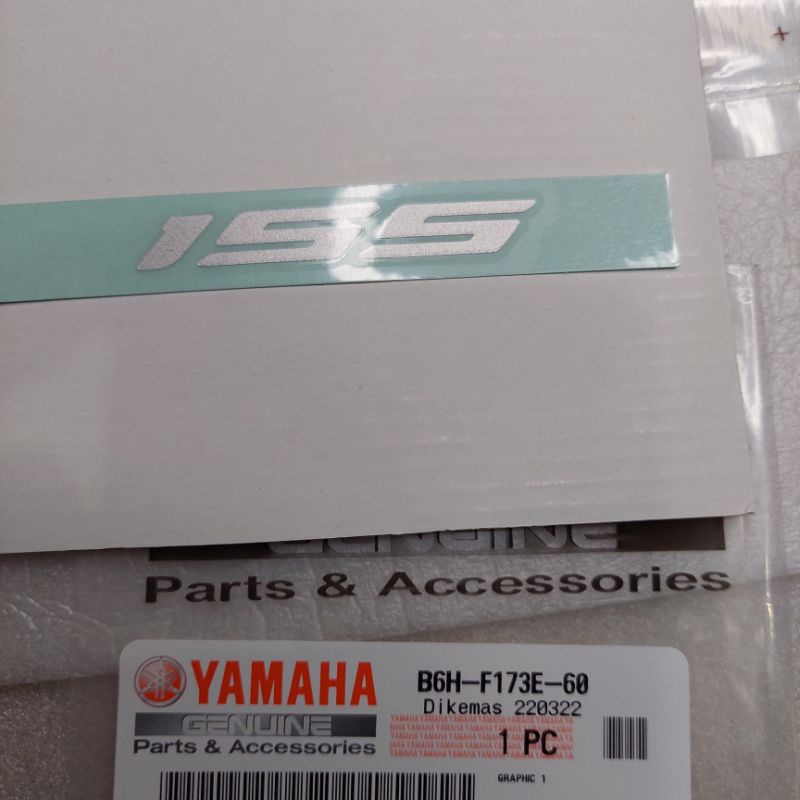 155
GENUINE
Parts & Accessories
YAMAHA
B6H-F173E-60
GENUINE
Dikemas 220322
Parts & Accessories
1 PC
GRAPHIC 1